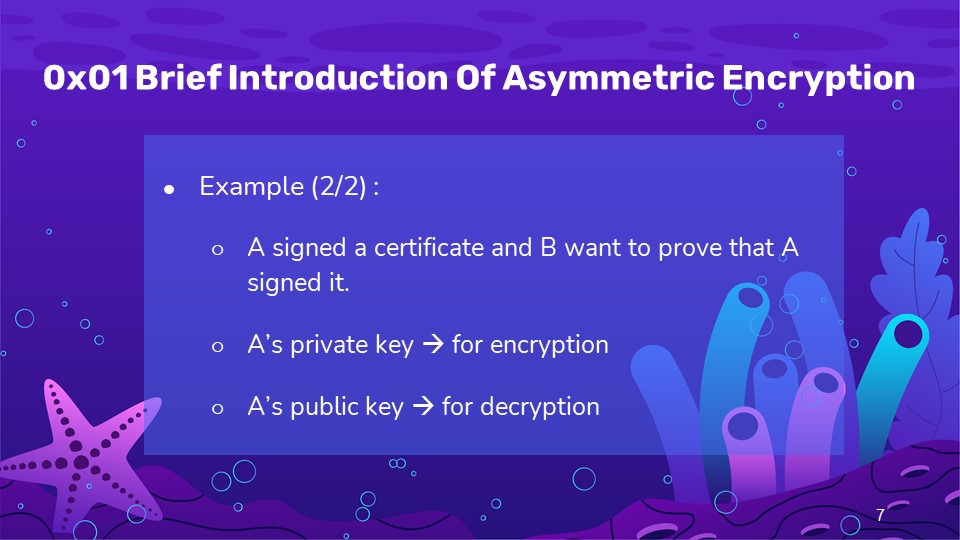 0x01 Brief Introduction Of Asymmetric Encryption
● Example (2/2) :
○ A signed a certificate and B want to prove that A
signed it.
○ A’s private key → for encryption
○ A’s public key → for decryption
7